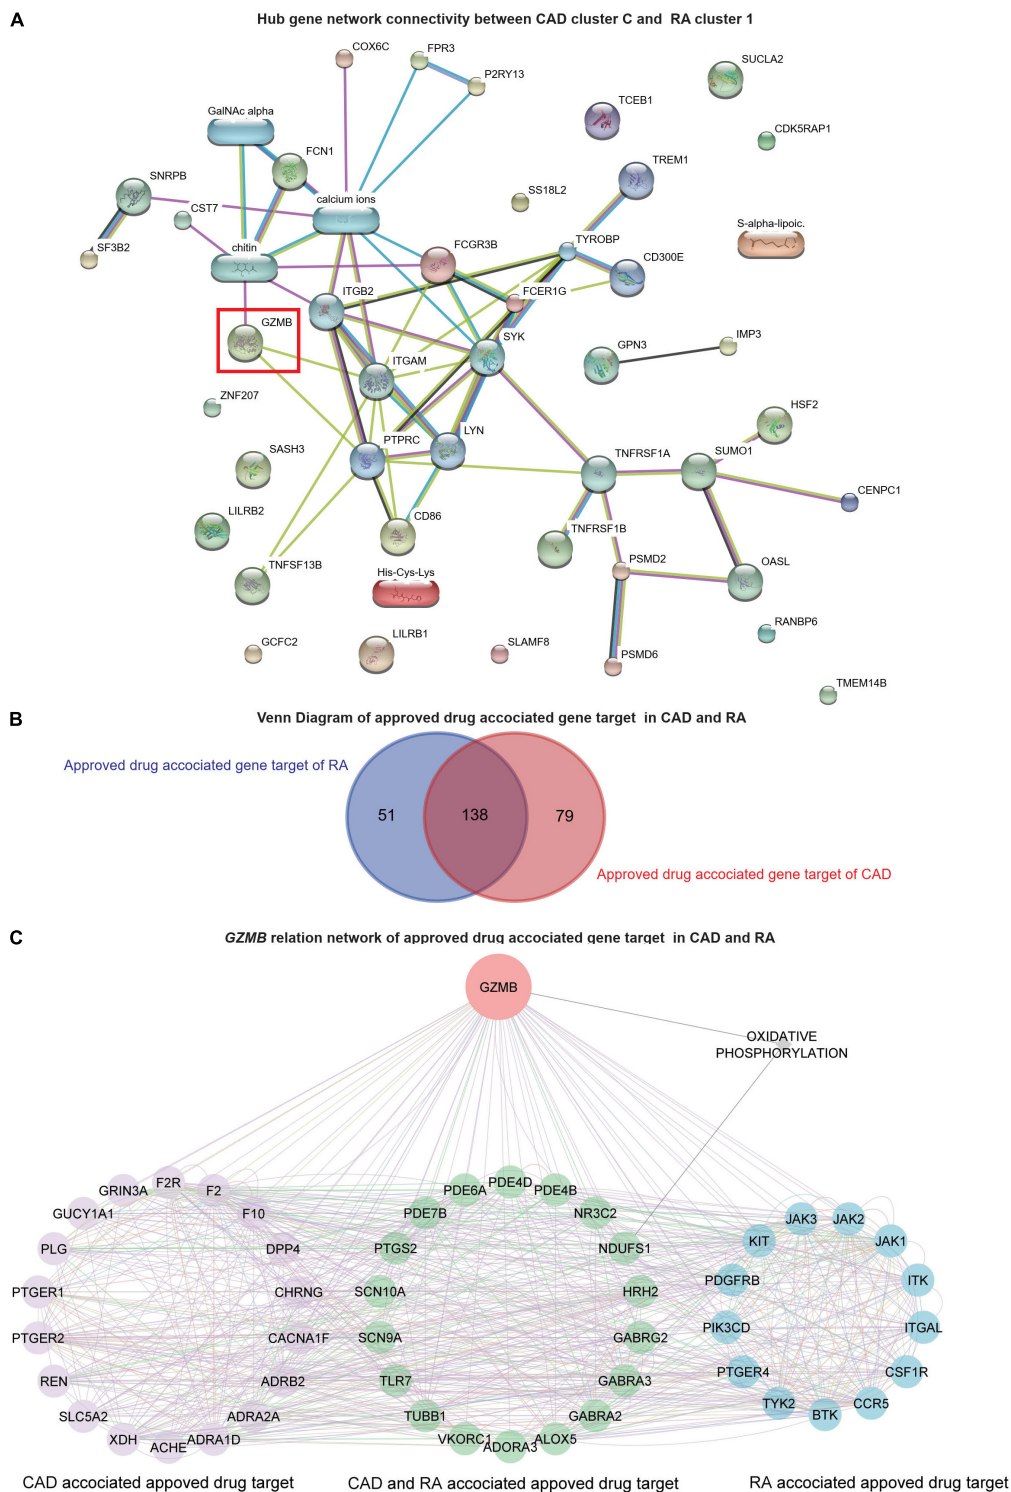 A
Hub gene network connectivity between CAD cluster C and RA cluster 1
COX6C
FPR3
P2RY13
SUCLA2
GalNAc alpha
TCEB1
CDK5RAP1
FCN1
TREM1
SNRPB
calcium ions
SS18L2
CST7
S-alpha-lipoic.
SF3B2
chitin
FCGR3B
TYROBP
CD300E
ITGB2
FCER1G
GZMB
SYK
IMP3
GPN3
ITGAM
ZNF207
HSF2
SASH3
PTPRC
LYN
TNFRSF1A
SUMO1
CENPC1
LILRB2
CD86
TNFRSF1B
TNFSF13B
PSMD2
OASL
His-Cys-Lys
RANBP6
GCFC2
LILRB1
SLAMF8
PSMD6
TMEM14B
B
Venn Diagram of approved drug accociated gene target in CAD and RA
Approved drug accociated gene target of RA
51
138
79
Approved drug accociated gene target of CAD
C
GZMB relation network of approved drug accociated gene target in CAD and RA
GZMB
OXIDATIVE
PHOSPHORYLATION
F2R
F2
GRIN3A
GUCY1A1
F10
PLG
DPP4
PTGER1
CHRNG
PTGER2
CACNA1F
REN
ADRB2
SLC5A2
ADRA2A
XDH
ACHE
ADRA1D
PDE6A
PDE4D
PDE4B
PDE7B
NR3C2
PTGS2
NDUFS1
SCN10A
HRH2
SCN9A
GABRG2
TLR7
GABRA3
TUBB1
GABRA2
VKORC1
ADORA3
ALOX5
JAK3
JAK2
KIT
JAK1
PDGFRB
ITK
PIK3CD
ITGAL
PTGER4
CSF1R
TYK2
BTK
CCR5
CAD accociated appoved drug target
CAD and RA accociated appoved drug target
RA accociated appoved drug target